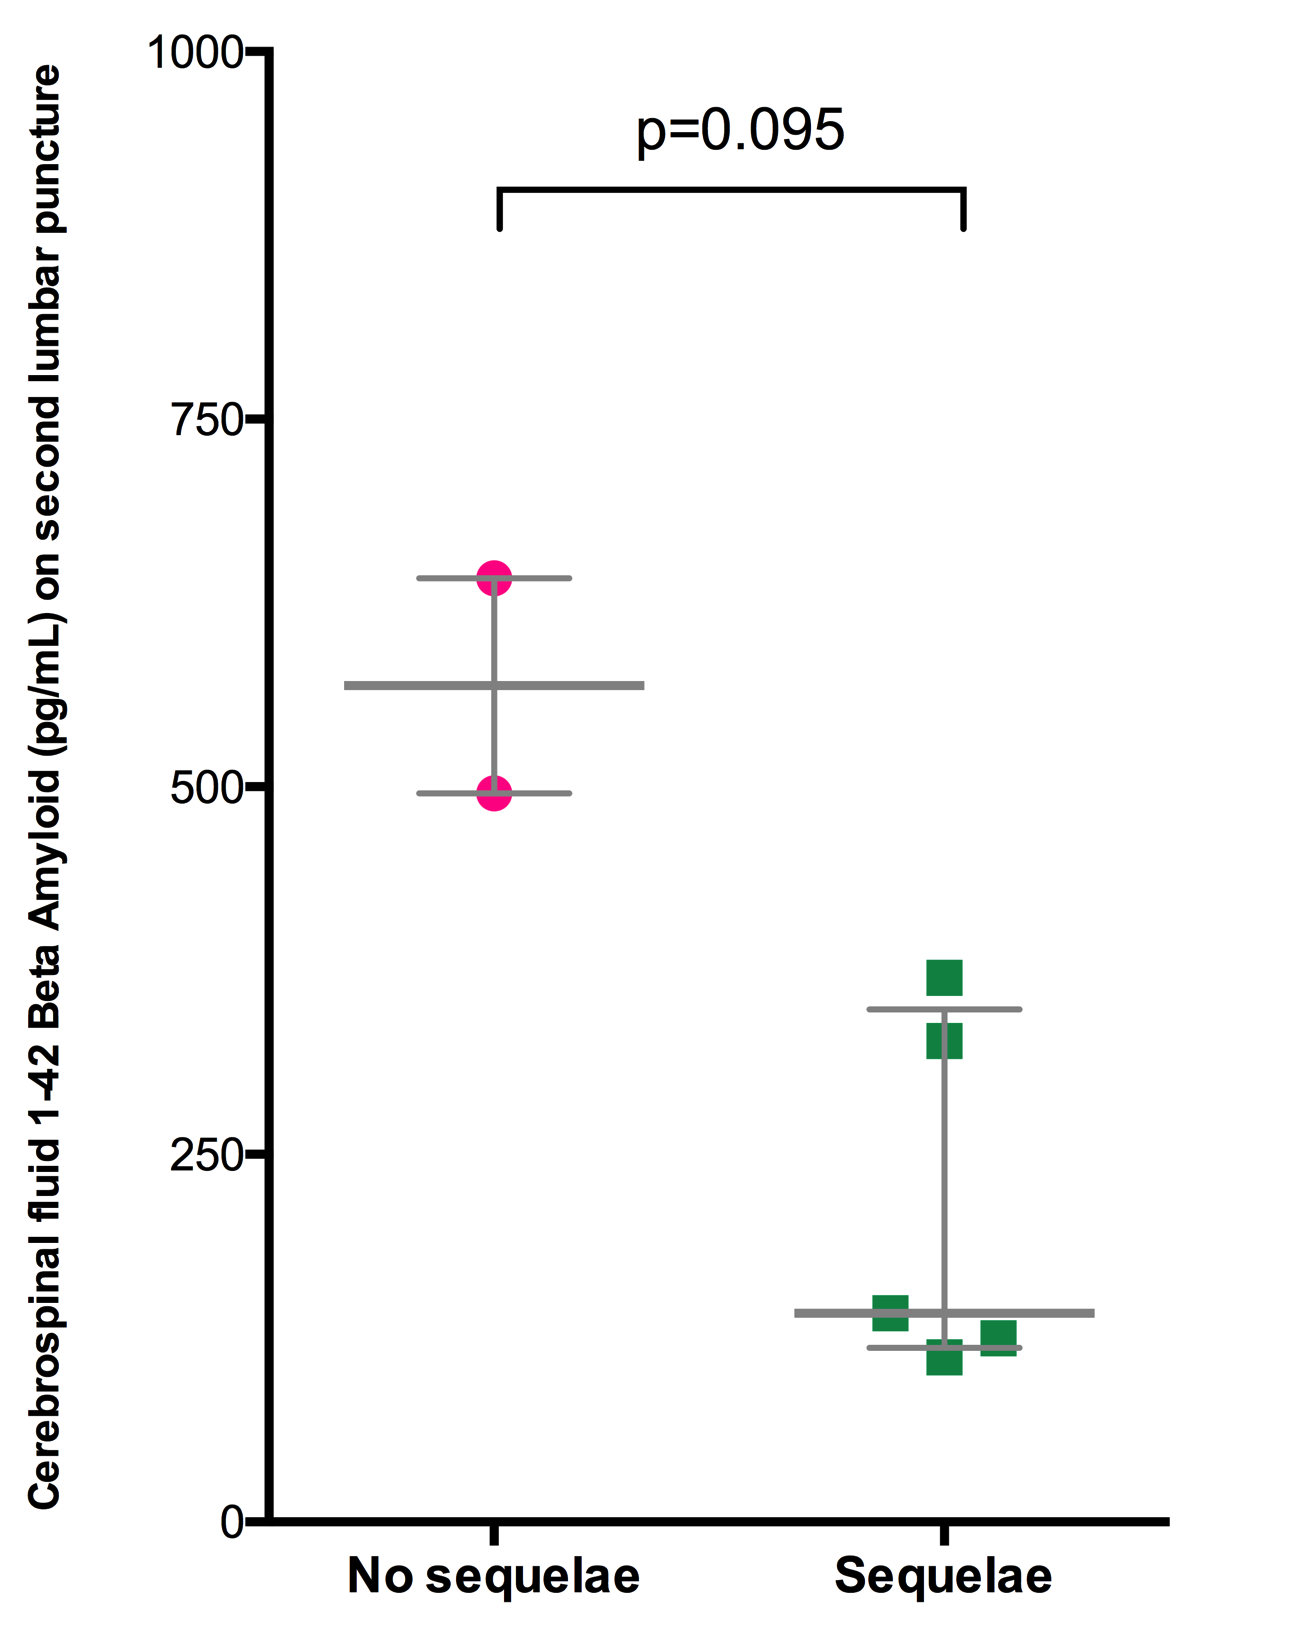 Cerebrospinal fluid 1-42 Beta Amyloid (pg/mL) on second lumbar puncture
1000
750
500
250
0
p=0.095
No sequelae
Sequelae